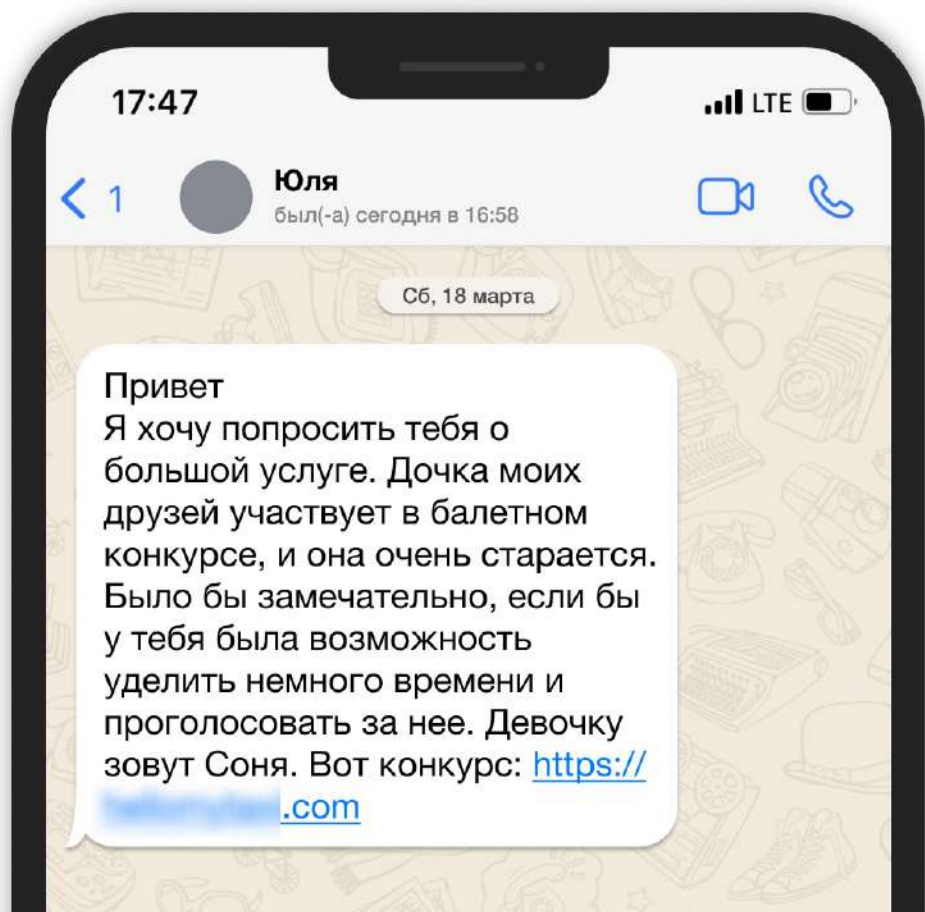 17:47
LTE
1
Юля
был(-а) сегодня в 16:58
Сб, 18 марта
Привет
Я хочу попросить тебя о
большой услуге. Дочка моих
друзей участвует в балетном
конкурсе, и она очень старается.
Было бы замечательно, если бы
у тебя была возможность
уделить немного времени и
проголосовать за нее. Девочку
зовут Соня. Вот конкурс: https://
.com